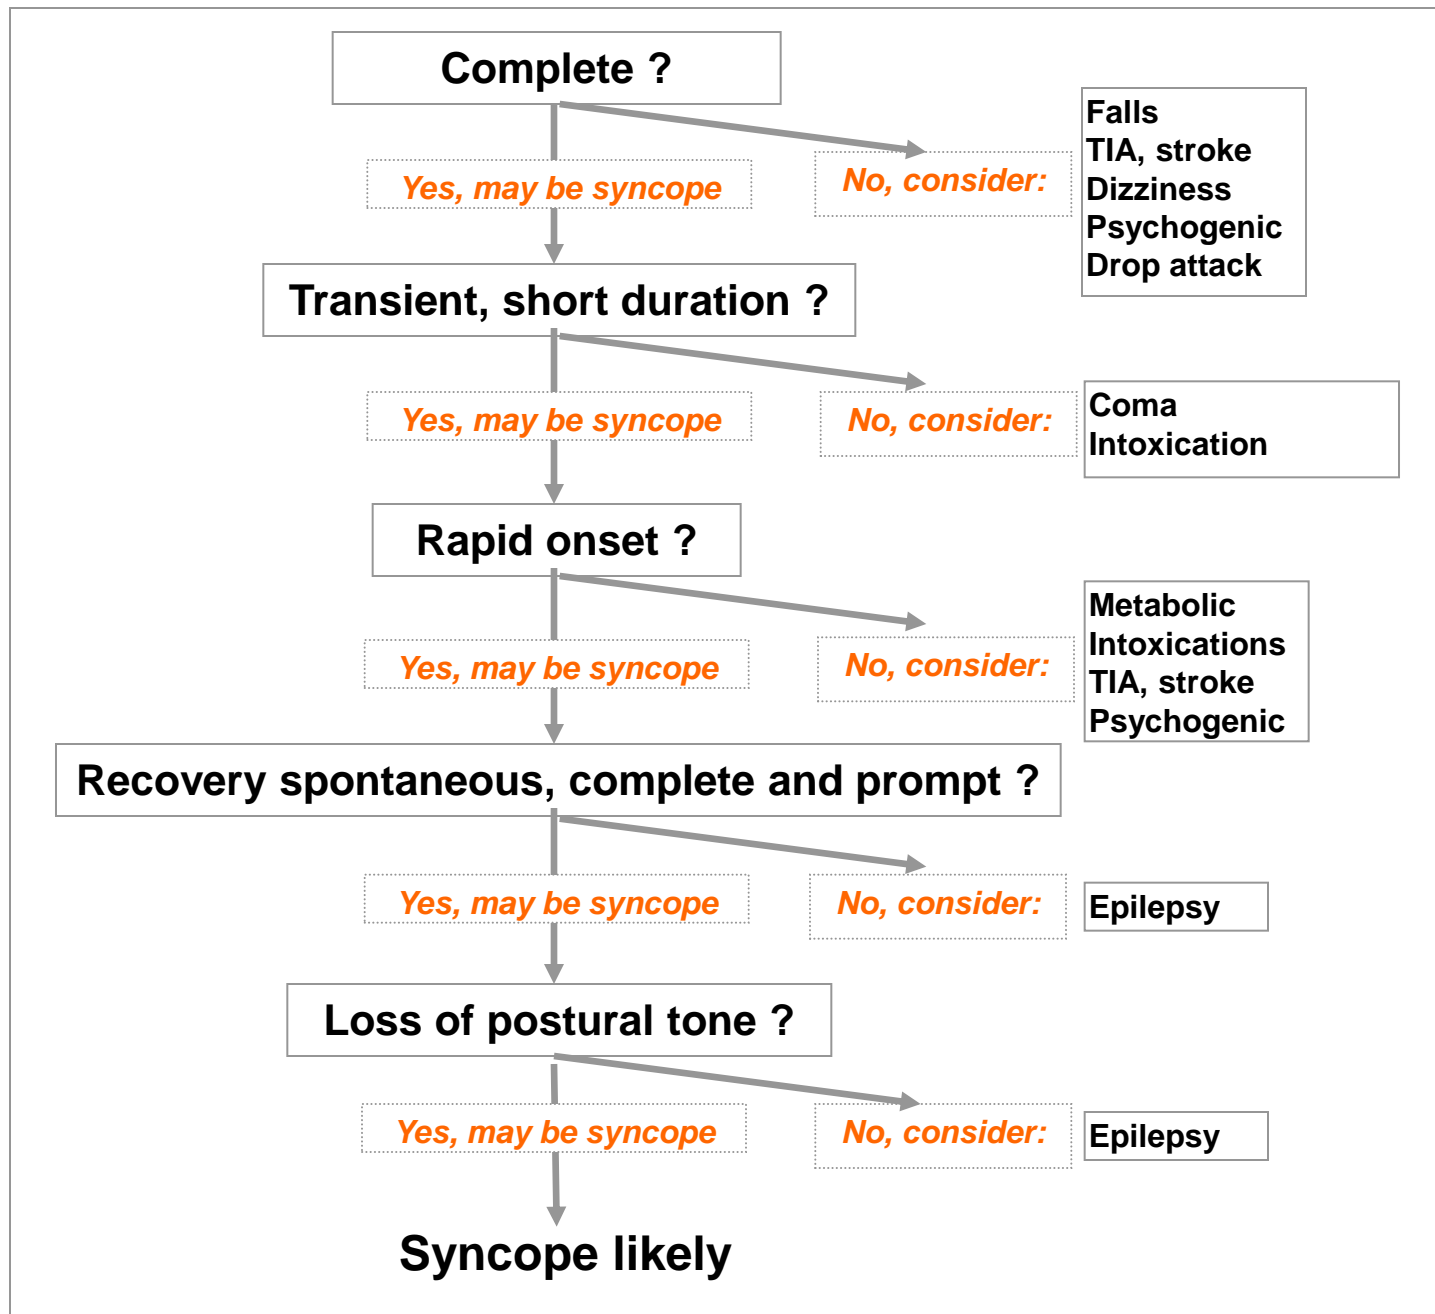 Complete ?
Yes, may be syncope
No, consider:
Falls
TIA, stroke
Dizziness
Psychogenic
Drop attack
Transient, short duration ?
Yes, may be syncope
No, consider:
Coma
Intoxication
Rapid onset ?
Yes, may be syncope
No, consider:
Metabolic
Intoxications
TIA, stroke
Psychogenic
Recovery spontaneous, complete and prompt ?
Yes, may be syncope
No, consider:
Epilepsy
Loss of postural tone ?
Yes, may be syncope
No, consider:
Epilepsy
Syncope likely